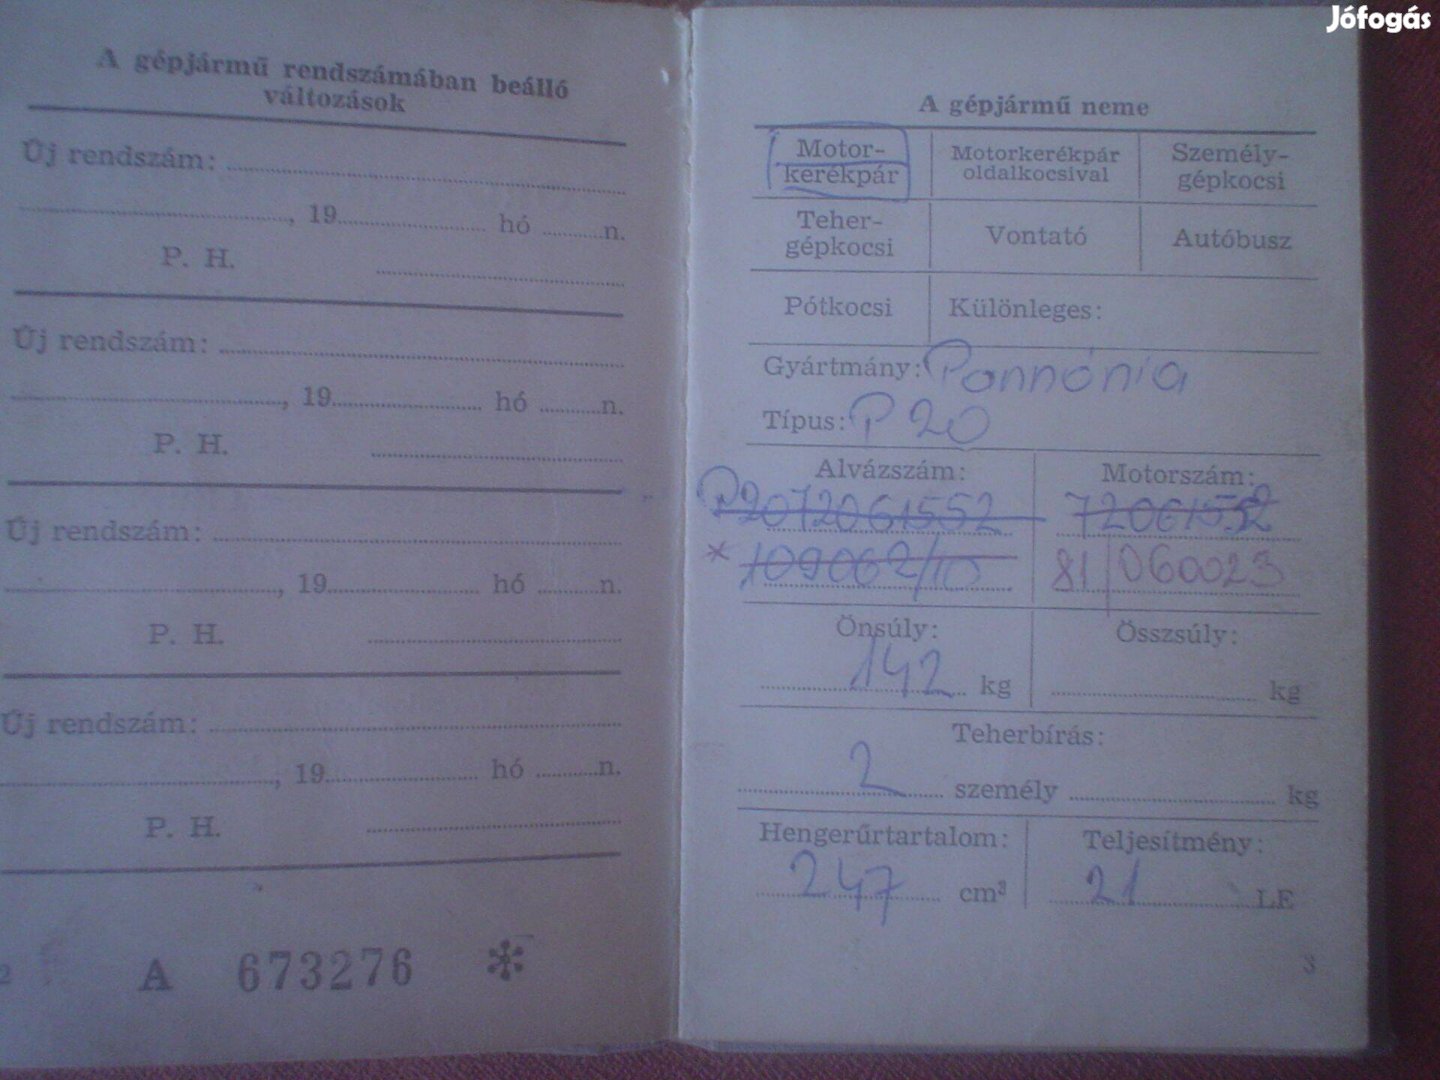 Jófogás
A gépjármű rendszámában beálló
változások
Új rendszám: ........
........, 19........ hó ........n.
P. H. ........
Új rendszám: ........
........, 19........ hó ........n.
P. H. ........
Új rendszám: ........
........, 19........ hó ........n.
P. H. ........
Új rendszám: ........
........, 19........ hó ........n.
P. H. ........
2
A 673276 *
A gépjármű neme
Motor-
kerékpár
Motorkerékpár
oldalkocsival
Személy-
gépkocsi
Teher-
gépkocsi
Vontató
Autóbusz
Pótkocsi
Különleges:
Gyártmány: Pannónia
Típus: P 20
Alvázszám:
P2072061552
* 109062/10
Motorszám:
72061552
81/060023
Önsúly:
142 kg
Összsúly:
........ kg
Teherbírás:
2 személy ........ kg
Hengerűrtartalom:
247 cm³
Teljesítmény:
21 LE
3